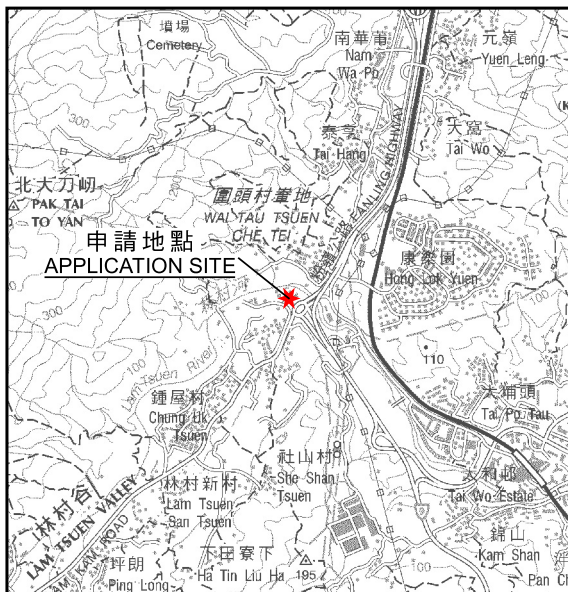 墳場
Cemetery
南華莆
Nam
Wa Po
元嶺
Yuen Leng
300
300
泰亨
Tai Hang
大窩
Tai Wo
北大刀屻
PAK TAI
TO YAN
200
圍頭村輋地
WAI TAU TSUEN
CHE TEI
粉嶺公路 FANLING HIGHWAY
申請地點
APPLICATION SITE
康樂園
Hong Lok Yuen
100
110
100
鍾屋村
Chung Uk
Tsuen
大埔頭
Tai Po Tau
社山村
She Shan
Tsuen
林村谷
LAM TSUEN VALLEY
林村新村
Lam Tsuen
San Tsuen
太和邨
Tai Wo Estate
LAM KAM ROAD
錦山
Kam Shan
坪朗
Ping Long
下田寮下
Ha Tin Liu Ha
195
100